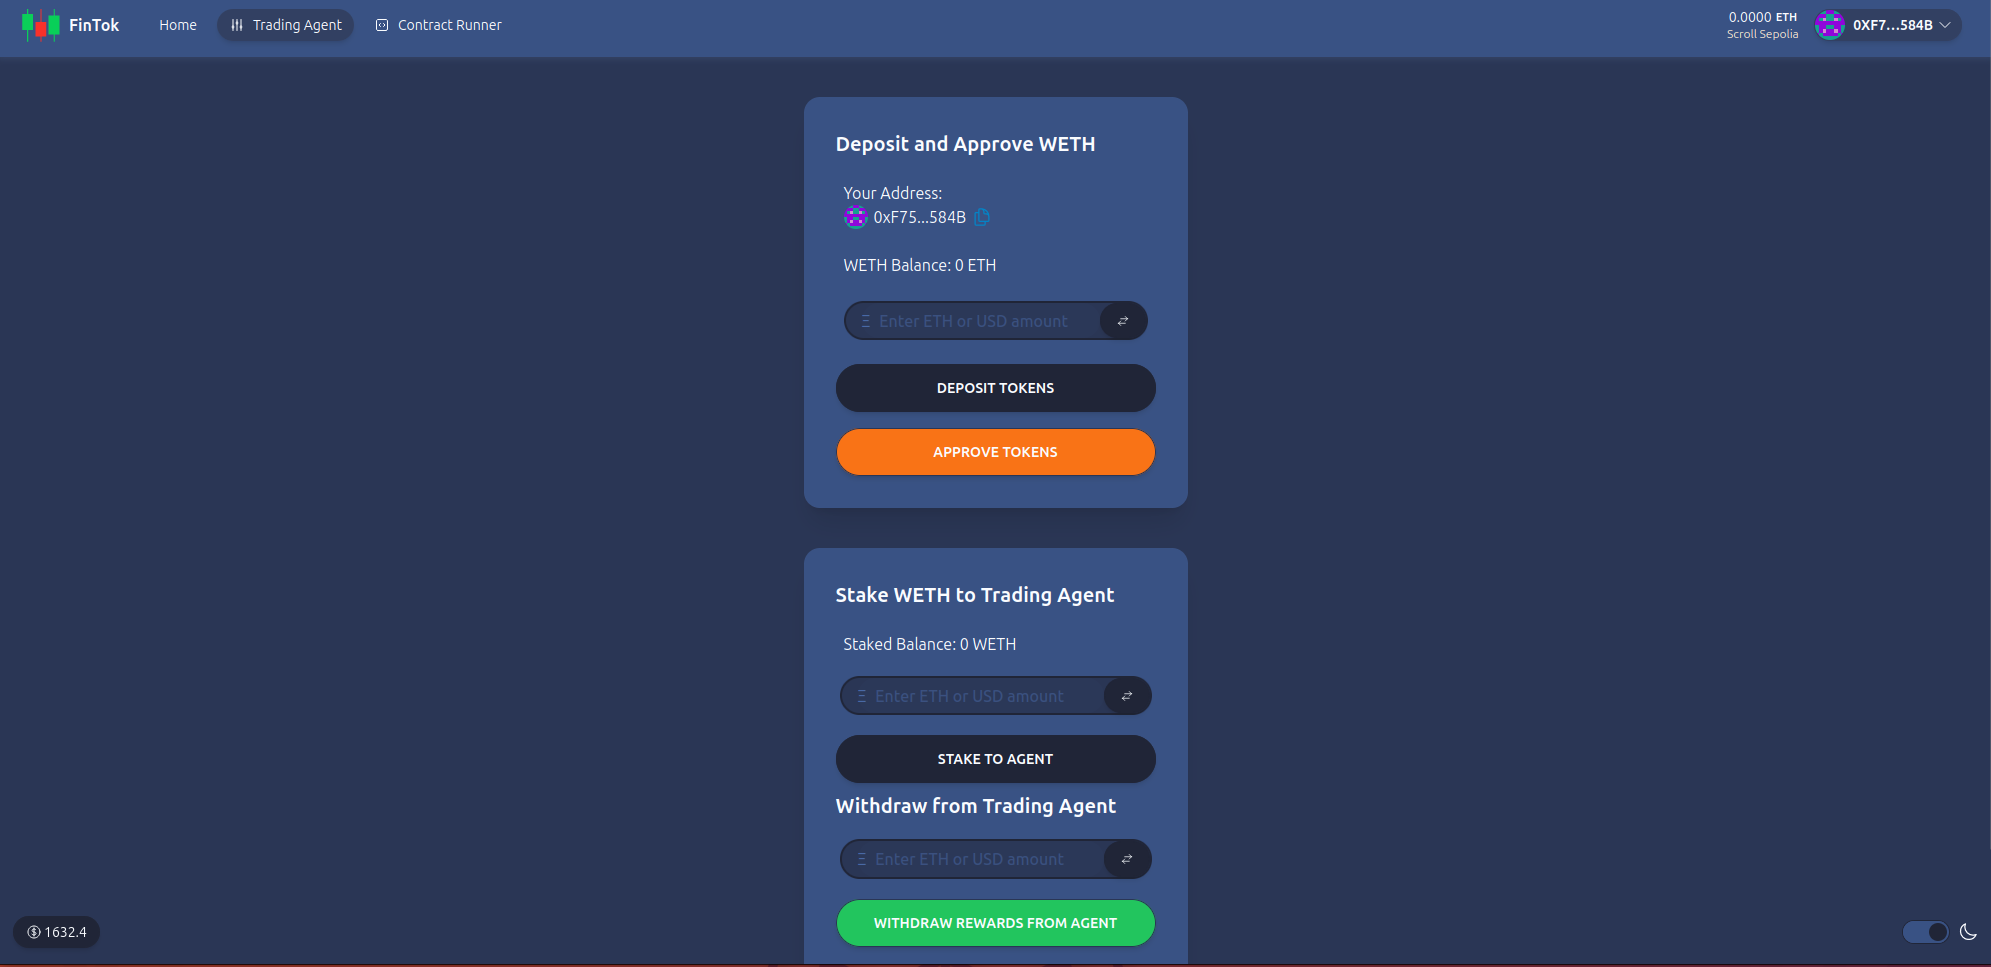 FinTok
Home
Trading Agent
Contract Runner
0.0000 ETH
Scroll Sepolia
0XF7...584B
Deposit and Approve WETH
Your Address:
0xF75...584B
WETH Balance: 0 ETH
Ξ Enter ETH or USD amount
DEPOSIT TOKENS
APPROVE TOKENS
Stake WETH to Trading Agent
Staked Balance: 0 WETH
Ξ Enter ETH or USD amount
STAKE TO AGENT
Withdraw from Trading Agent
Ξ Enter ETH or USD amount
WITHDRAW REWARDS FROM AGENT
1632.4